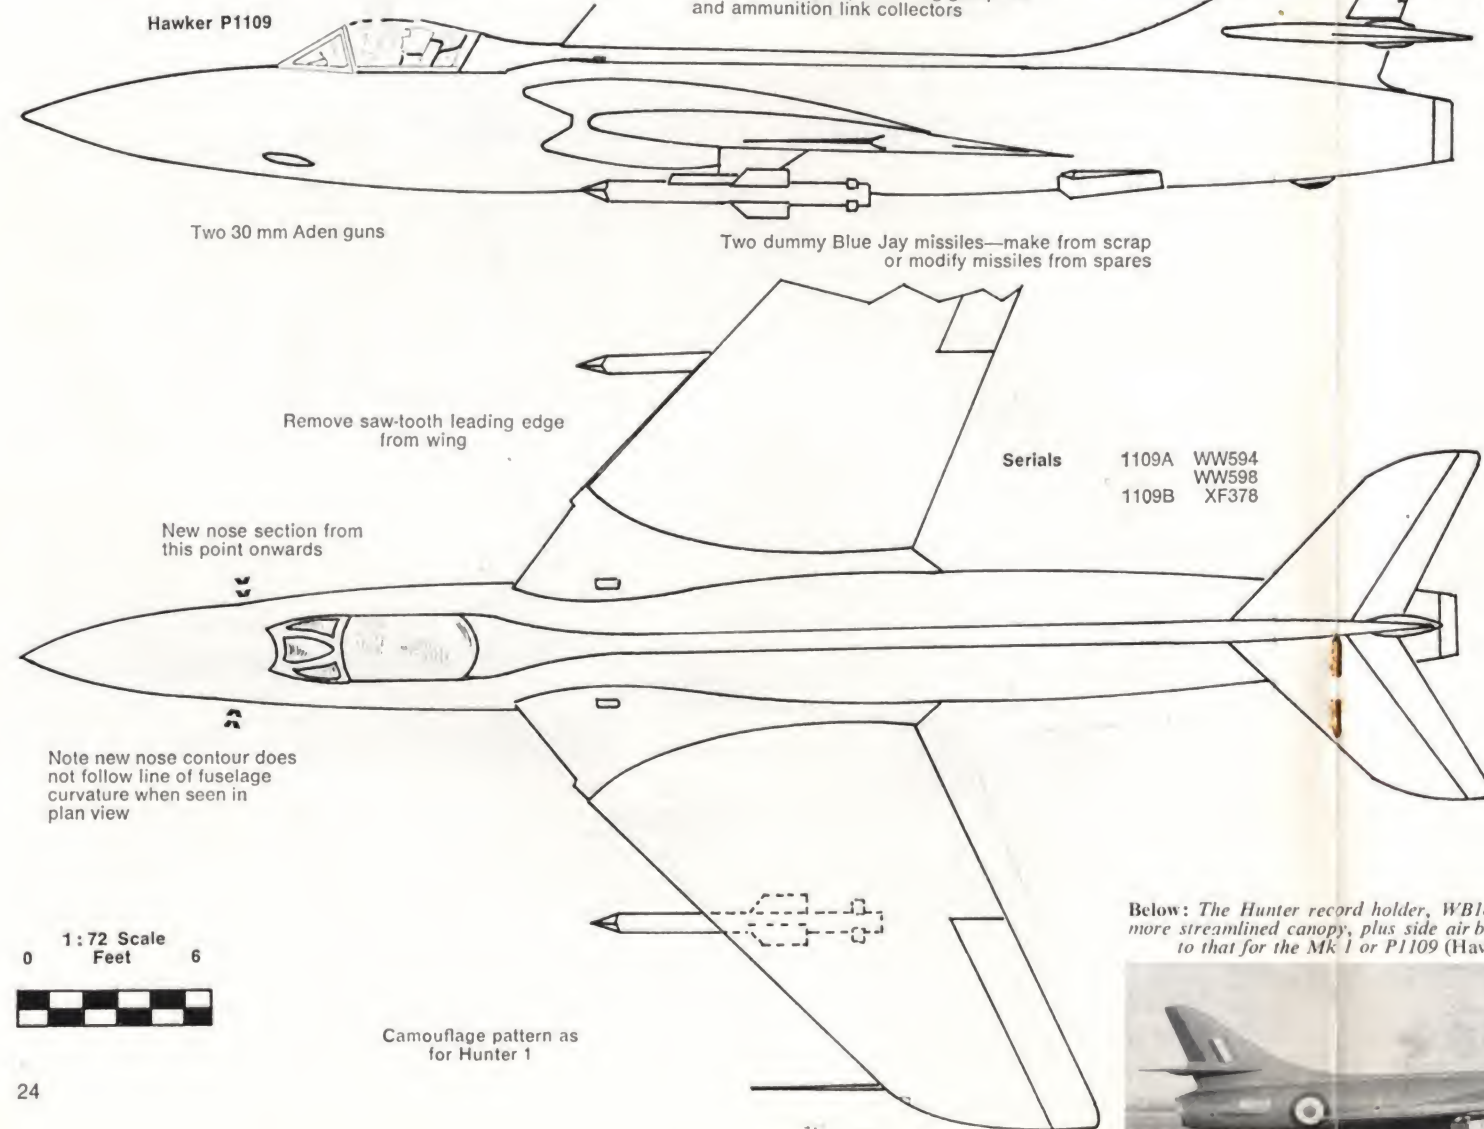 and ammunition link collectors
Hawker P1109
Two 30 mm Aden guns
Two dummy Blue Jay missiles—make from scrap
or modify missiles from spares
Remove saw-tooth leading edge
from wing
Serials 1109A WW594
WW598
1109B XF378
New nose section from
this point onwards
Note new nose contour does
not follow line of fuselage
curvature when seen in
plan view
1:72 Scale
0 Feet 6
Camouflage pattern as
for Hunter 1
Below: The Hunter record holder,
more streamlined canopy, plus side air
to that for the Mk 1 or P1109
24